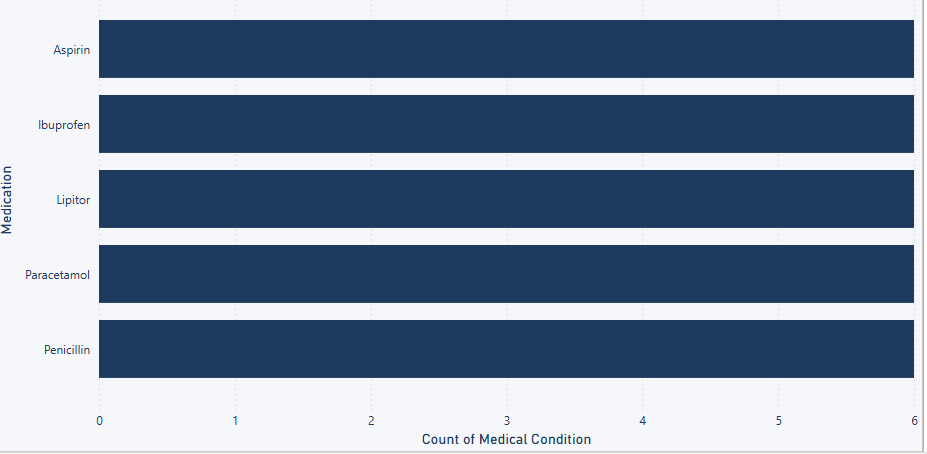 Medication
Aspirin
Ibuprofen
Lipitor
Paracetamol
Penicillin
0 1 2 3 4 5 6
Count of Medical Condition